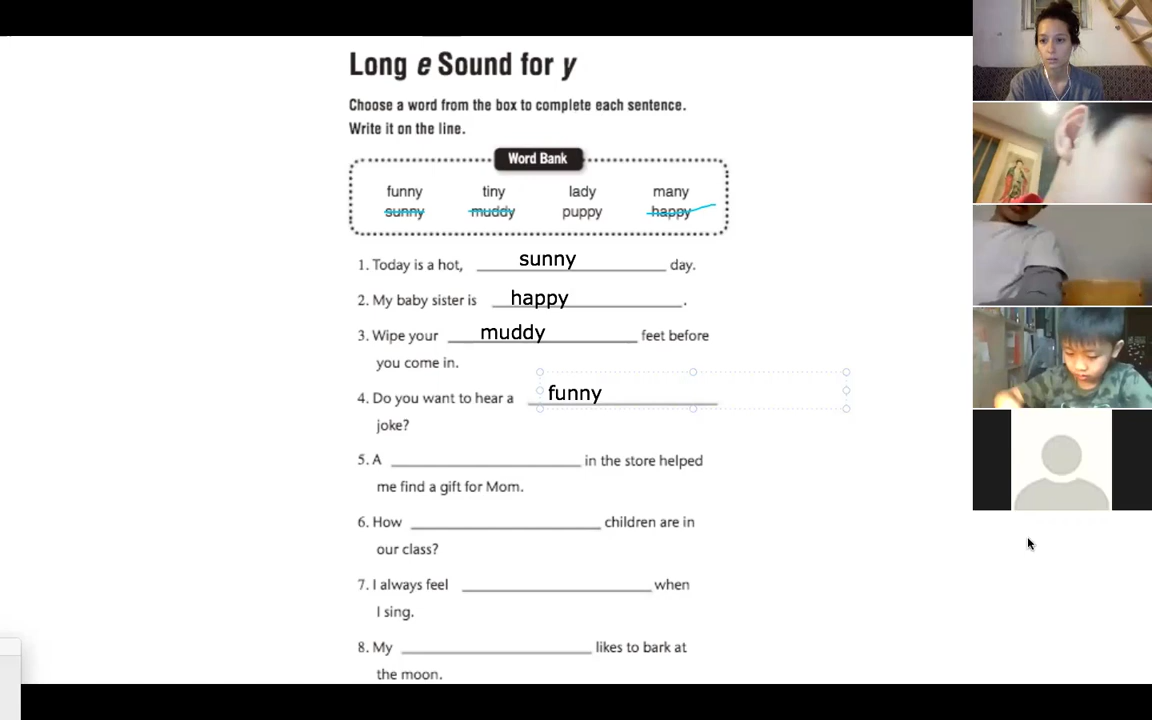 Long e Sound for y
Choose a word from the box to complete each sentence.
Write it on the line.
Word Bank
funny tiny lady many
sunny muddy puppy happy
1. Today is a hot, sunny day.
2. My baby sister is happy.
3. Wipe your muddy feet before
you come in.
4. Do you want to hear a funny
joke?
5. A ______ in the store helped
me find a gift for Mom.
6. How ______ children are in
our class?
7. I always feel ______ when
I sing.
8. My ______ likes to bark at
the moon.